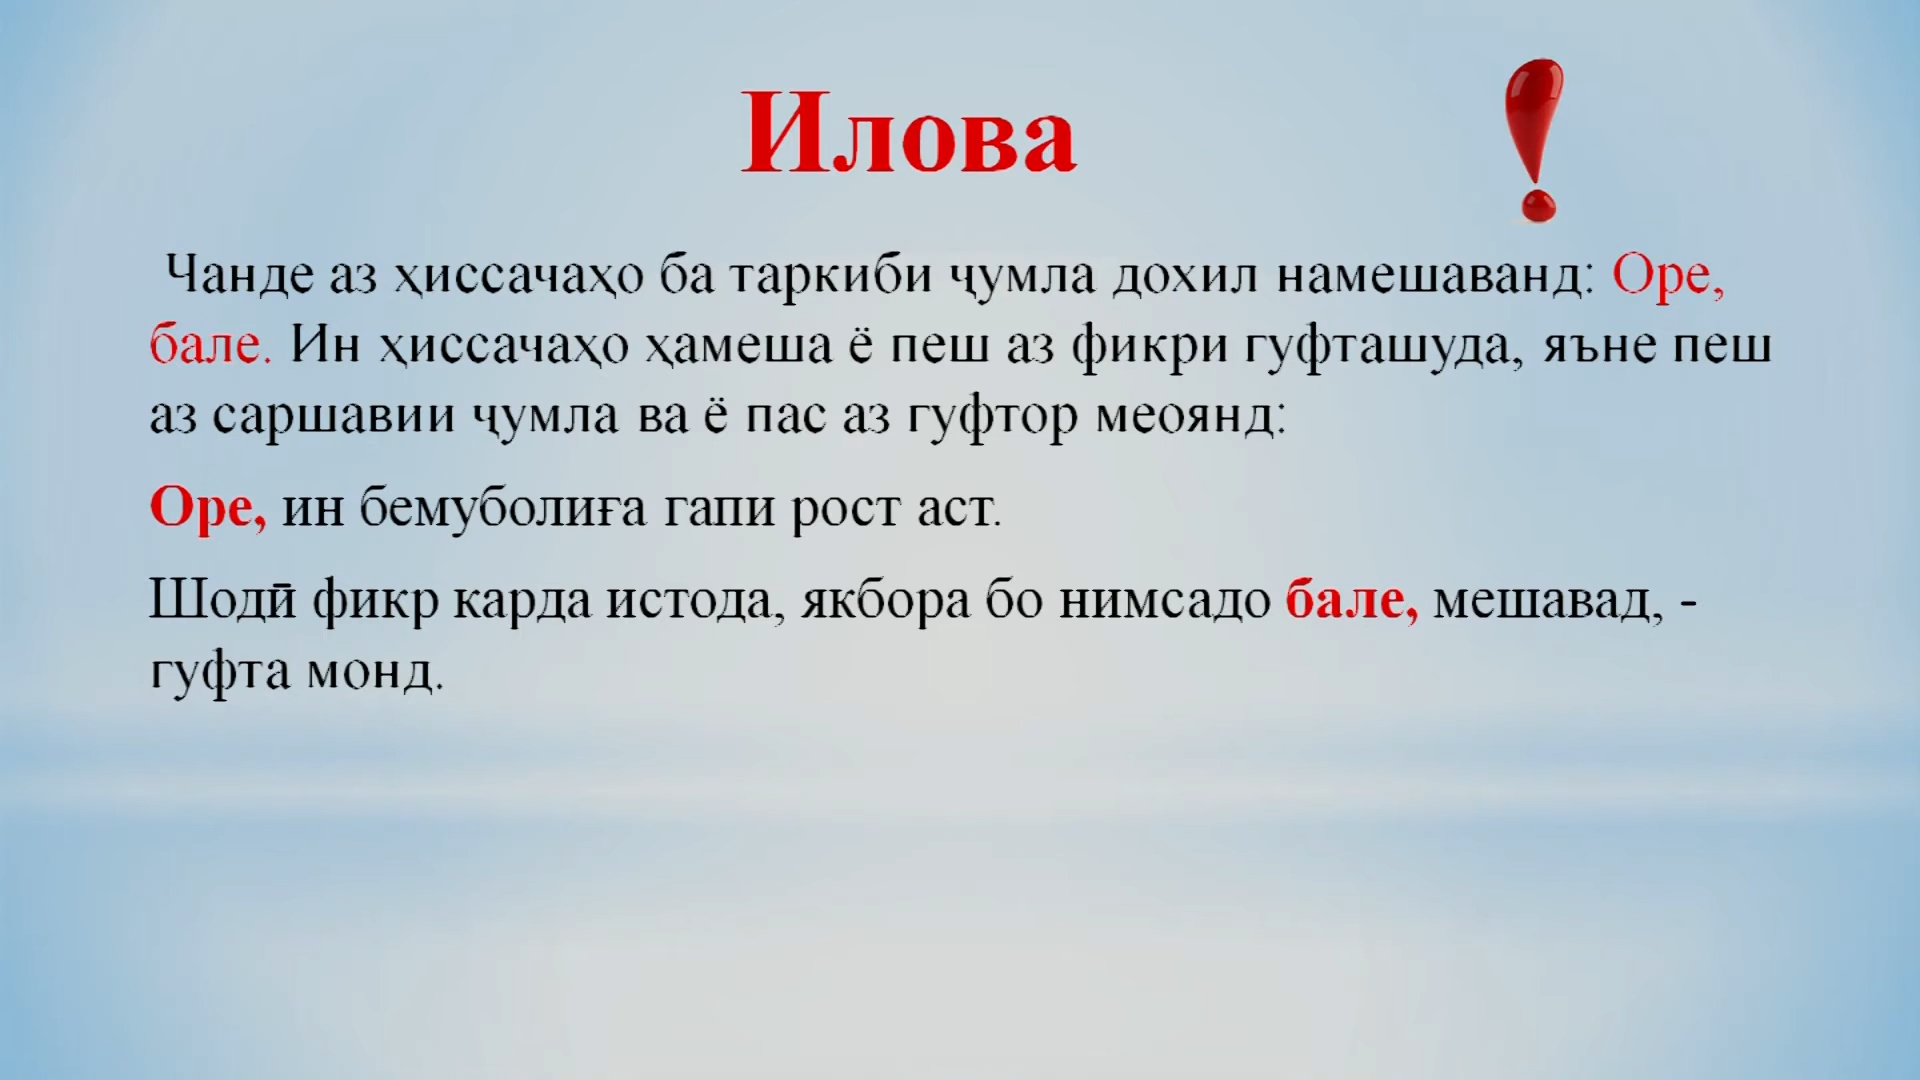 Илова
Чанде аз ҳиссачаҳо ба таркиби ҷумла дохил намешаванд: Оре,
бале. Ин ҳиссачаҳо ҳамеша ё пеш аз фикри гуфташуда, яъне пеш
аз саршавии ҷумла ва ё пас аз гуфтор меоянд:
Оре, ин бемуболиға гапи рост аст.
Шодӣ фикр карда истода, якбора бо нимсадо бале, мешавад, -
гуфта монд.